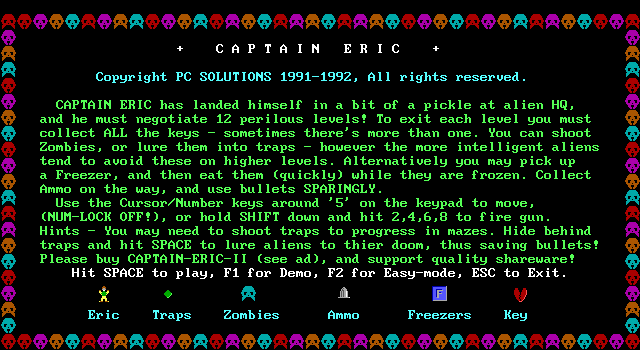 + CAPTAIN ERIC +
Copyright PC SOLUTIONS 1991-1992, All rights reserved.
CAPTAIN ERIC has landed himself in a bit of a pickle at alien HQ,
and he must negotiate 12 perilous levels! To exit each level you must
collect ALL the keys - sometimes there's more than one. You can shoot
Zombies, or lure them into traps - however the more intelligent aliens
tend to avoid these on higher levels. Alternatively you may pick up
a Freezer, and then eat them (quickly) while they are frozen. Collect
Ammo on the way, and use bullets SPARINGLY.
Use the Cursor/Number keys around '5' on the keypad to move,
(NUM-LOCK OFF!), or hold SHIFT down and hit 2,4,6,8 to fire gun.
Hints - You may need to shoot traps to progress in mazes. Hide behind
traps and hit SPACE to lure aliens to thier doom, thus saving bullets!
Please buy CAPTAIN-ERIC-II (see ad), and support quality shareware!
Hit SPACE to play, F1 for Demo, F2 for Easy-mode, ESC to Exit.
F
Eric Traps Zombies Ammo Freezers Key